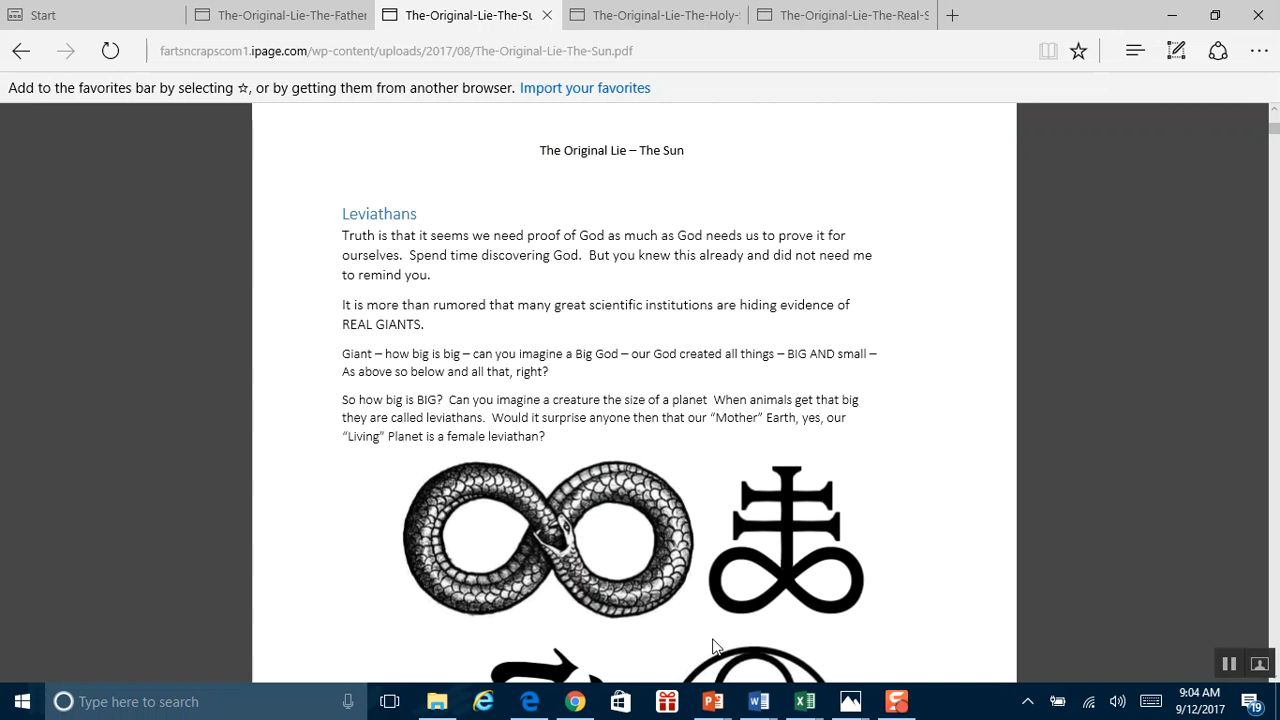 Start
The-Original-Lie-The-Father
The-Original-Lie-The-Su
The-Original-Lie-The-Holy-
The-Original-Lie-The-Real-S
fartsncrapscom1.ipage.com/wp-content/uploads/2017/08/The-Original-Lie-The-Sun.pdf
Add to the favorites bar by selecting ☆, or by getting them from another browser. Import your favorites
The Original Lie – The Sun
Leviathans
Truth is that it seems we need proof of God as much as God needs us to prove it for
ourselves. Spend time discovering God. But you knew this already and did not need me
to remind you.
It is more than rumored that many great scientific institutions are hiding evidence of
REAL GIANTS.
Giant – how big is big – can you imagine a Big God – our God created all things – BIG AND small –
As above so below and all that, right?
So how big is BIG? Can you imagine a creature the size of a planet When animals get that big
they are called leviathans. Would it surprise anyone then that our “Mother” Earth, yes, our
“Living” Planet is a female leviathan?
Type here to search
9:04 AM
9/12/2017
19